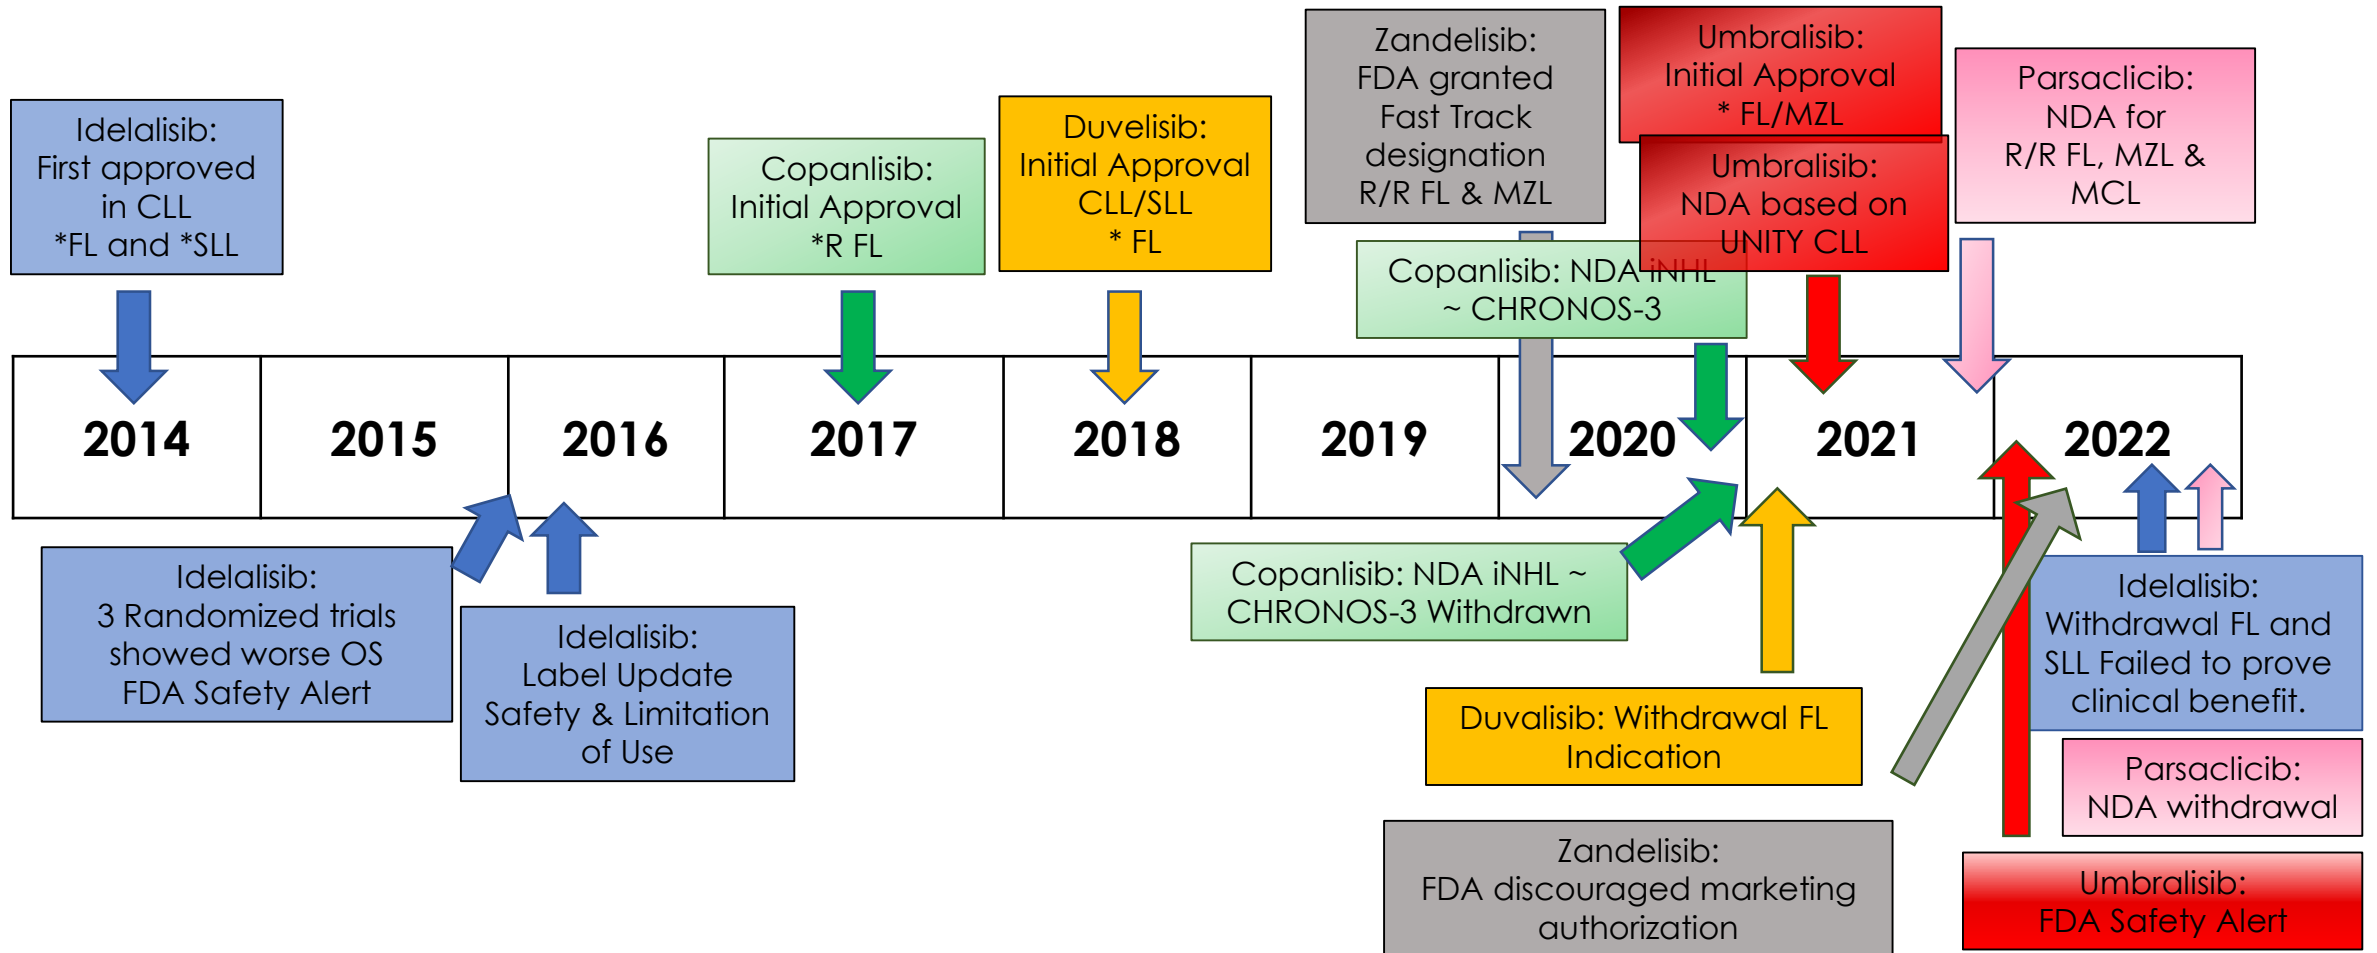 Idelalisib:
First approved
in CLL
*FL and *SLL
Copanlisib:
Initial Approval
*R FL
Duvelisib:
Initial Approval
CLL/SLL
* FL
Zandelisib:
FDA granted
Fast Track
designation
R/R FL & MZL
Copanlisib: NDA iNHL
~ CHRONOS-3
Umbralisib:
Initial Approval
* FL/MZL
Umbralisib:
NDA based on
UNITY CLL
Parsaclicib:
NDA for
R/R FL, MZL &
MCL
2014
2015
2016
2017
2018
2019
2020
2021
2022
Idelalisib:
3 Randomized trials
showed worse OS
FDA Safety Alert
Idelalisib:
Label Update
Safety & Limitation
of Use
Copanlisib: NDA iNHL ~
CHRONOS-3 Withdrawn
Duvalisib: Withdrawal FL
Indication
Zandelisib:
FDA discouraged marketing
authorization
Idelalisib:
Withdrawal FL and
SLL Failed to prove
clinical benefit.
Parsaclicib:
NDA withdrawal
Umbralisib:
FDA Safety Alert